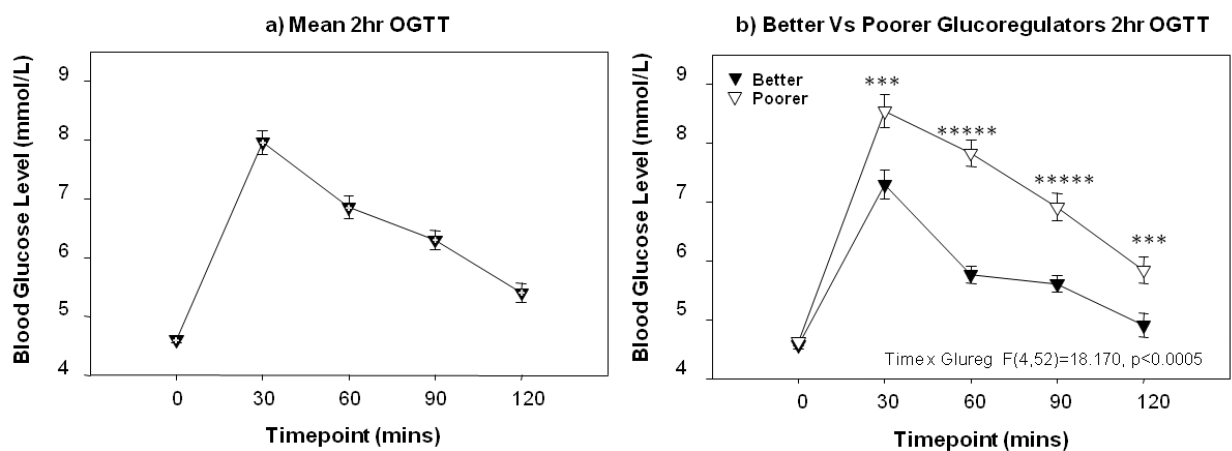 a) Mean 2hr OGTT
Blood Glucose Level (mmol/L)
9
8
7
6
5
4
0 30 60 90 120
Timepoint (mins)
b) Better Vs Poorer Glucoregulators 2hr OGTT
Blood Glucose Level (mmol/L)
9
8
7
6
5
4
Better
Poorer
***
*****
*****
***
Time x Glureg F(4,52)=18.170, p<0.0005
0 30 60 90 120
Timepoint (mins)